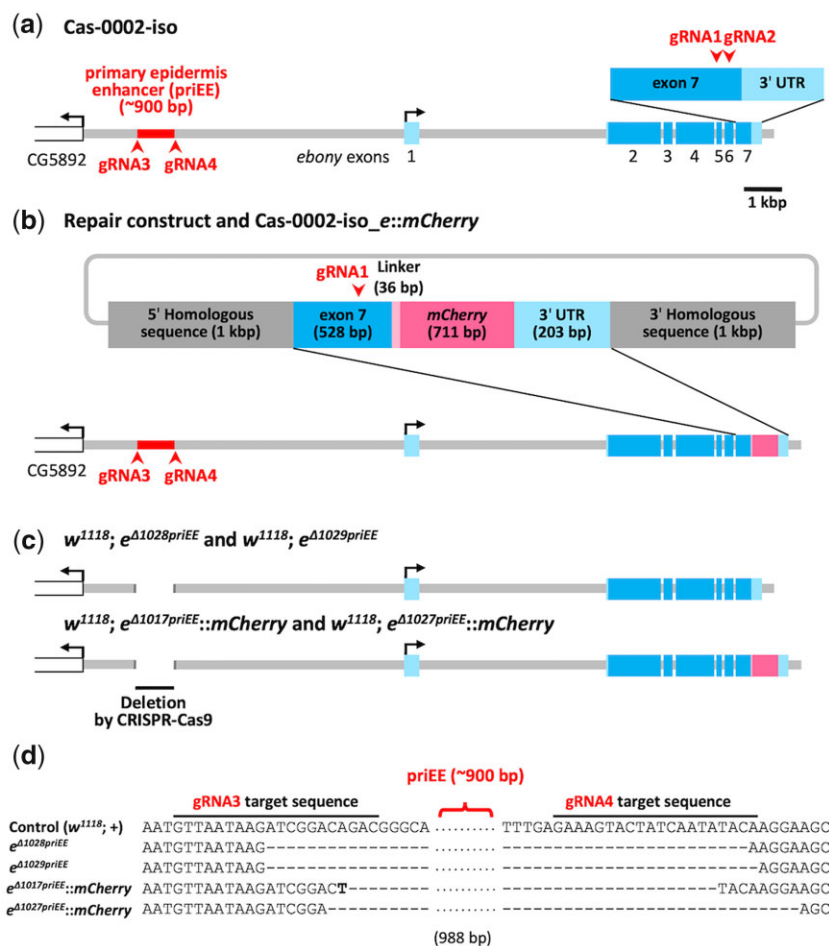 (a) Cas-0002-iso
gRNA1 gRNA2
primary epidermis
enhancer (priEE)
(~900 bp)
exon 7 3' UTR
CG5892
gRNA3 gRNA4
ebony exons 1 2 3 4 56 7
1 kbp
(b) Repair construct and Cas-0002-iso_e::mCherry
gRNA1
Linker
(36 bp)
5' Homologous
sequence (1 kbp)
exon 7
(528 bp)
mCherry
(711 bp)
3' UTR
(203 bp)
3' Homologous
sequence (1 kbp)
CG5892
gRNA3 gRNA4
(c) w1118; eΔ1028priEE and w1118; eΔ1029priEE
w1118; eΔ1017priEE::mCherry and w1118; eΔ1027priEE::mCherry
Deletion
by CRISPR-Cas9
(d)
priEE (~900 bp)
gRNA3 target sequence gRNA4 target sequence
Control (w1118; +) AATGTTAATAAGATCGGACAGACGGGCA .......... TTTGAGAAAGTACTATCAATATACAAGGAAGC
eΔ1028priEE AATGTTAATAAG---------------- .......... ------------------------AAGGAAGC
eΔ1029priEE AATGTTAATAAG---------------- .......... -------------------------AGGAAGC
eΔ1017priEE::mCherry AATGTTAATAAGATCGGACT-------- .......... --------------------TACAAGGAAGC
eΔ1027priEE::mCherry AATGTTAATAAGATCGGA---------- .......... -----------------------------AGC
(988 bp)